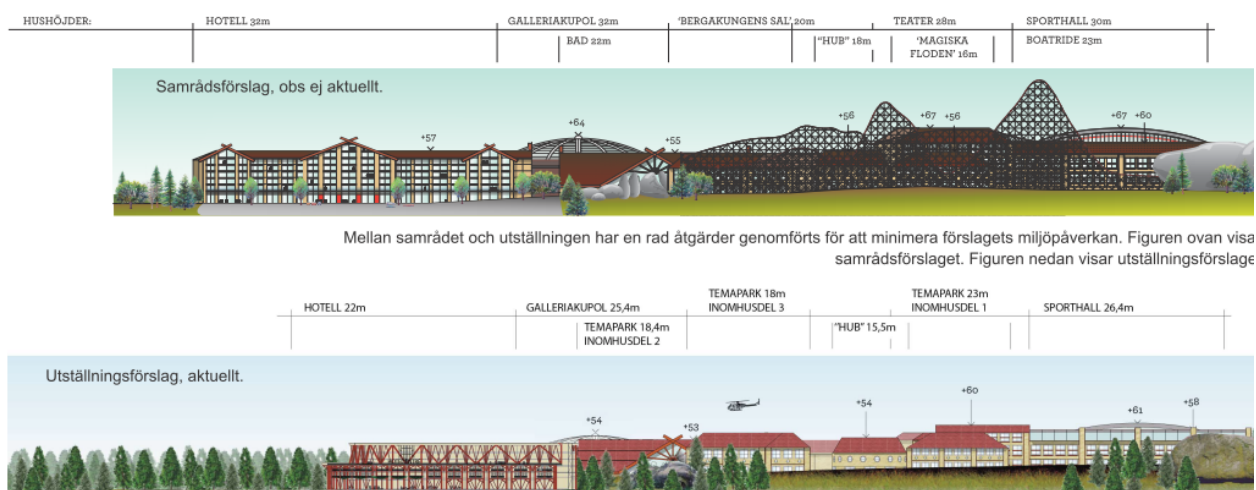 HUSHÖJDER:
HOTELL 32m
GALLERIAKUPOL 32m
'BERGAKUNGENS SAL' 20m
TEATER 28m
SPORTHALL 30m
BAD 22m
"HUB" 18m
'MAGISKA
FLODEN' 16m
BOATRIDE 23m
Samrådsförslag, obs ej aktuellt.
+57
+64
+55
+56
+67
+56
+67
+60
Mellan samrådet och utställningen har en rad åtgärder genomförts för att minimera förslagets miljöpåverkan. Figuren ovan visa
samrådsförslaget. Figuren nedan visar utställningsförslage
HOTELL 22m
GALLERIAKUPOL 25,4m
TEMAPARK 18m
INOMHUSDEL 3
TEMAPARK 23m
INOMHUSDEL 1
SPORTHALL 26,4m
TEMAPARK 18,4m
INOMHUSDEL 2
"HUB" 15,5m
Utställningsförslag, aktuellt.
+54
+53
+54
+60
+61
+58